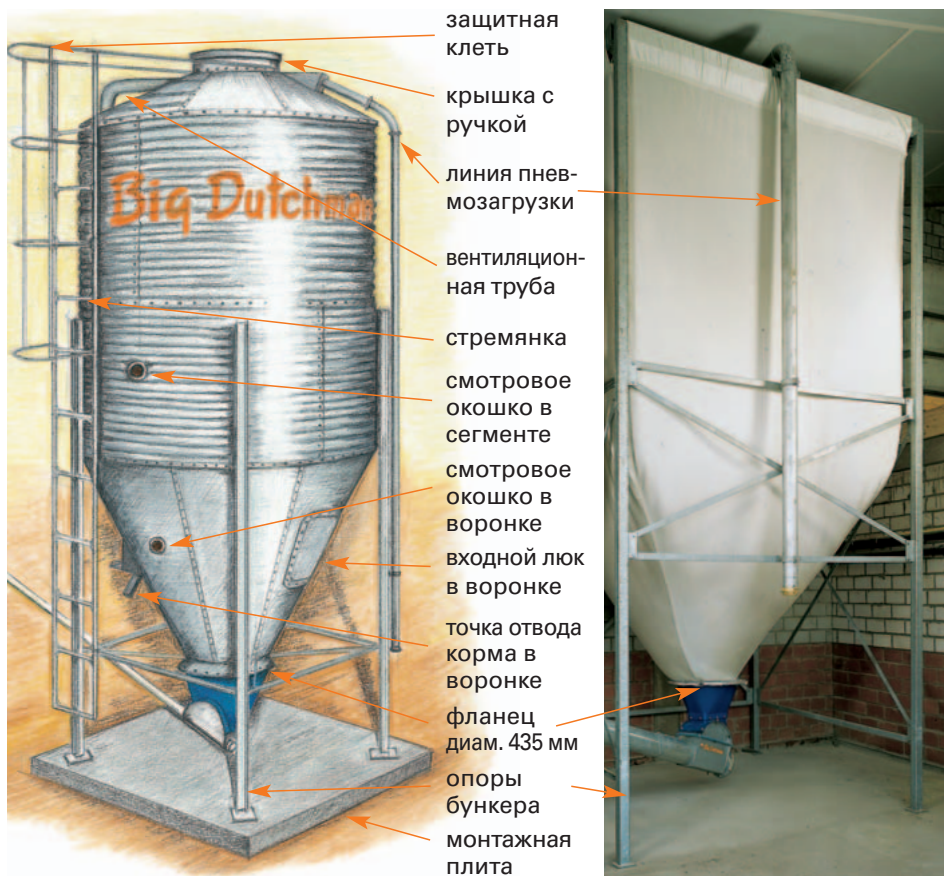 защитная
клеть
крышка с
ручкой
Big Dutchman
линия пнев-
мозагрузки
вентиляцион-
ная труба
стремянка
смотровое
окошко в
сегменте
смотровое
окошко в
воронке
входной люк
в воронке
точка отвода
корма в
воронке
фланец
диам. 435 мм
опоры
бункера
монтажная
плита